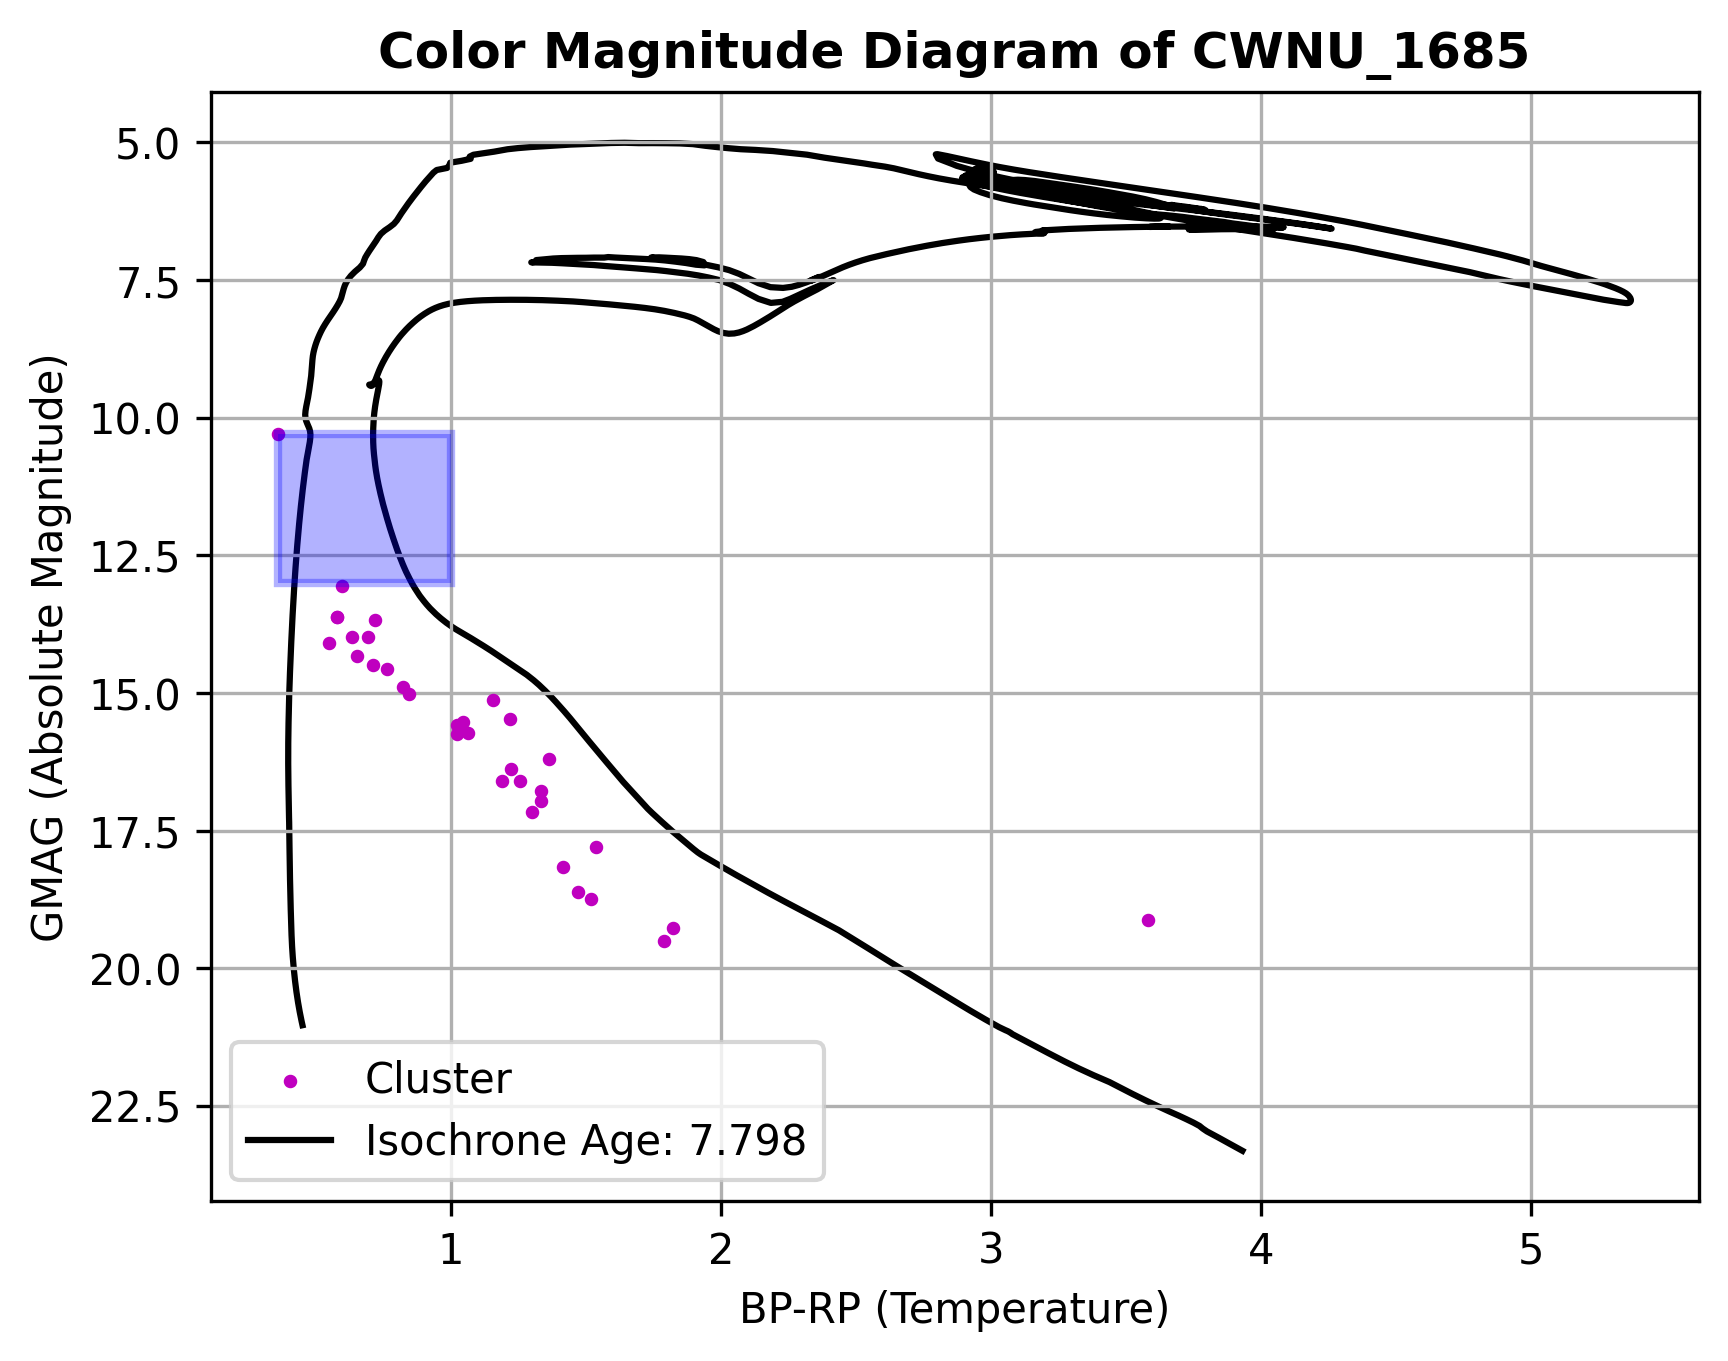 Color Magnitude Diagram of CWNU_1685
GMAG (Absolute Magnitude)
5.0
7.5
10.0
12.5
15.0
17.5
20.0
22.5
Cluster
Isochrone Age: 7.798
1
2
3
4
5
BP-RP (Temperature)